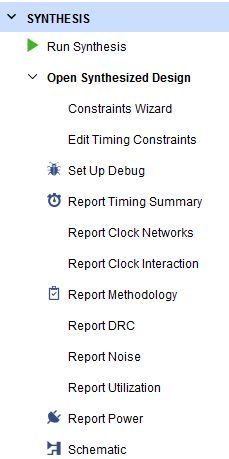 SYNTHESIS
Run Synthesis
Open Synthesized Design
Constraints Wizard
Edit Timing Constraints
Set Up Debug
Report Timing Summary
Report Clock Networks
Report Clock Interaction
Report Methodology
Report DRC
Report Noise
Report Utilization
Report Power
Schematic